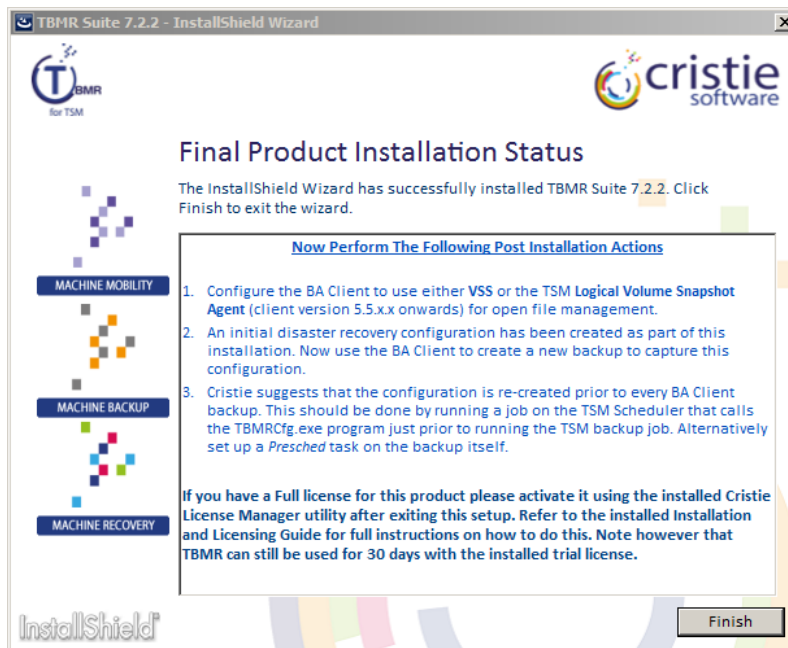 TBMR Suite 7.2.2 - InstallShield Wizard
TBMR
for TSM
cristie
software
Final Product Installation Status
The InstallShield Wizard has successfully installed TBMR Suite 7.2.2. Click
Finish to exit the wizard.
Now Perform The Following Post Installation Actions
1. Configure the BA Client to use either VSS or the TSM Logical Volume Snapshot
Agent (client version 5.5.x.x onwards) for open file management.
2. An initial disaster recovery configuration has been created as part of this
installation. Now use the BA Client to create a new backup to capture this
configuration.
3. Cristie suggests that the configuration is re-created prior to every BA Client
backup. This should be done by running a job on the TSM Scheduler that calls
the TBMRCfg.exe program just prior to running the TSM backup job. Alternatively
set up a Presched task on the backup itself.
If you have a Full license for this product please activate it using the installed Cristie
License Manager utility after exiting this setup. Refer to the installed Installation
and Licensing Guide for full instructions on how to do this. Note however that
TBMR can still be used for 30 days with the installed trial license.
MACHINE MOBILITY
MACHINE BACKUP
MACHINE RECOVERY
InstallShield
Finish